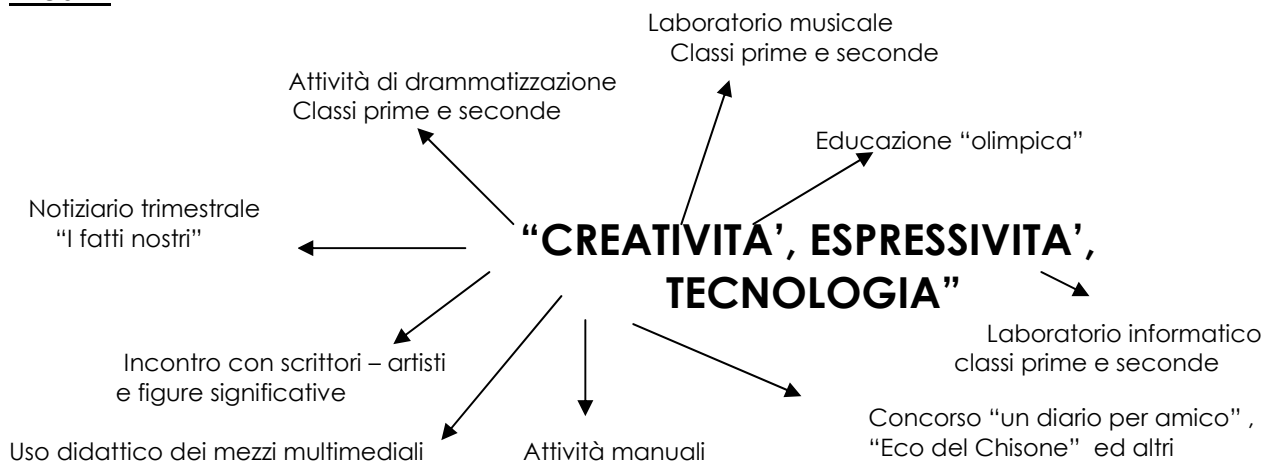 Laboratorio musicale
Classi prime e seconde
Attività di drammatizzazione
Classi prime e seconde
Educazione “olimpica”
Notiziario trimestrale
“I fatti nostri”
“CREATIVITA’, ESPRESSIVITA’,
TECNOLOGIA”
Laboratorio informatico
classi prime e seconde
Incontro con scrittori – artisti
e figure significative
Concorso “un diario per amico” ,
“Eco del Chisone” ed altri
Uso didattico dei mezzi multimediali
Attività manuali